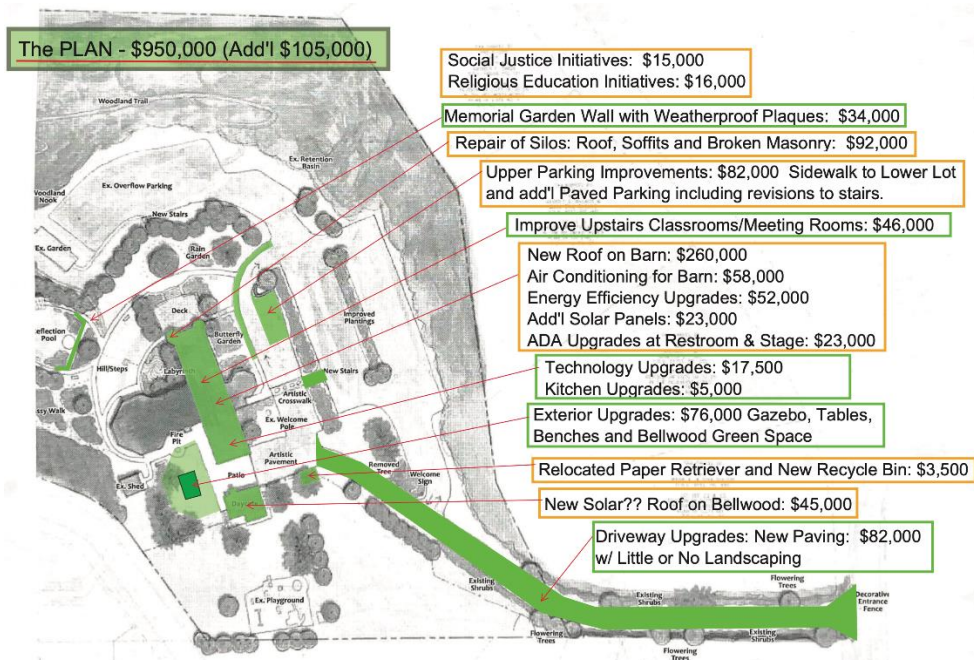 The PLAN - $950,000 (Add'l $105,000)
Social Justice Initiatives: $15,000
Religious Education Initiatives: $16,000
Memorial Garden Wall with Weatherproof Plaques: $34,000
Repair of Silos: Roof, Soffits and Broken Masonry: $92,000
Upper Parking Improvements: $82,000 Sidewalk to Lower Lot
and add'l Paved Parking including revisions to stairs.
Improve Upstairs Classrooms/Meeting Rooms: $46,000
New Roof on Barn: $260,000
Air Conditioning for Barn: $58,000
Energy Efficiency Upgrades: $52,000
Add'l Solar Panels: $23,000
ADA Upgrades at Restroom & Stage: $23,000
Technology Upgrades: $17,500
Kitchen Upgrades: $5,000
Exterior Upgrades: $76,000 Gazebo, Tables,
Benches and Bellwood Green Space
Relocated Paper Retriever and New Recycle Bin: $3,500
New Solar?? Roof on Bellwood: $45,000
Driveway Upgrades: New Paving: $82,000
w/ Little or No Landscaping
Woodland Trail
Ex. Retention
Basin
Ex. Overflow Parking
Woodland
Nook
New Stairs
Ex. Garden
Rain
Garden
Deck
Improved
Plantings
Reflection
Pool
Butterfly
Garden
Hill/Steps
Labyrinth
New Stairs
Artistic
Crosswalk
Ex. Welcome
Pole
Fire
Pit
Artistic
Pavement
Patio
Removed
Tree
Welcome
Sign
Ex. Shed
Ex. Playground
Existing
Shrubs
Flowering
Trees
Existing
Shrubs
Flowering
Trees
Decorative
Entrance
Fence
Flowering
Trees
Flowering
Trees
Existing
Shrubs